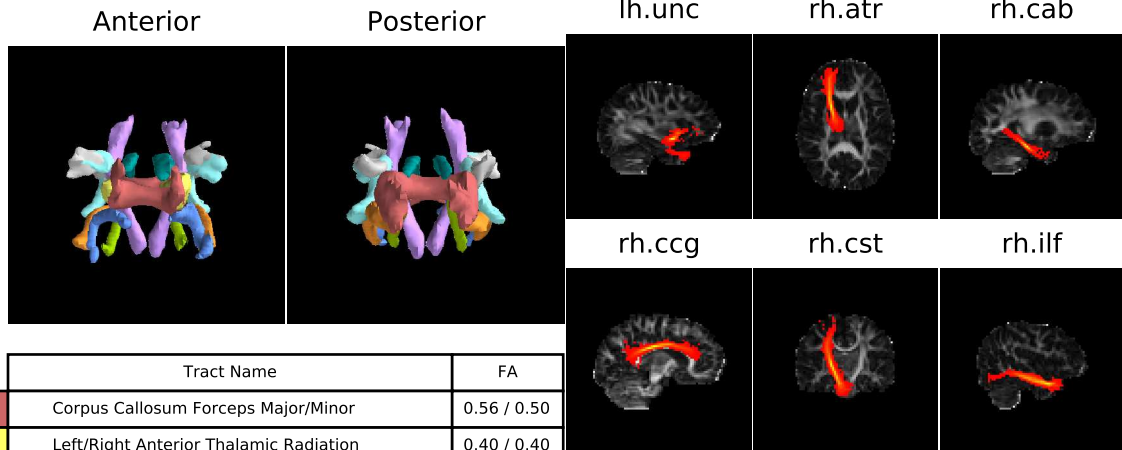 Anterior
Posterior
lh.unc
rh.atr
rh.cab
rh.ccg
rh.cst
rh.ilf
Tract Name FA
Corpus Callosum Forceps Major/Minor 0.56 / 0.50
Left/Right Anterior Thalamic Radiation 0.40 / 0.40